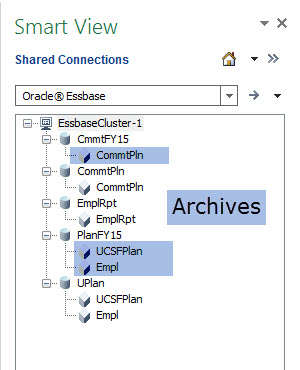 Smart View
Shared Connections
Oracle® Essbase
EssbaseCluster-1
CmmtFY15
CommtPln
CommtPln
CommtPln
EmplRpt
EmplRpt
Archives
PlanFY15
UCSFPlan
Empl
UPlan
UCSFPlan
Empl